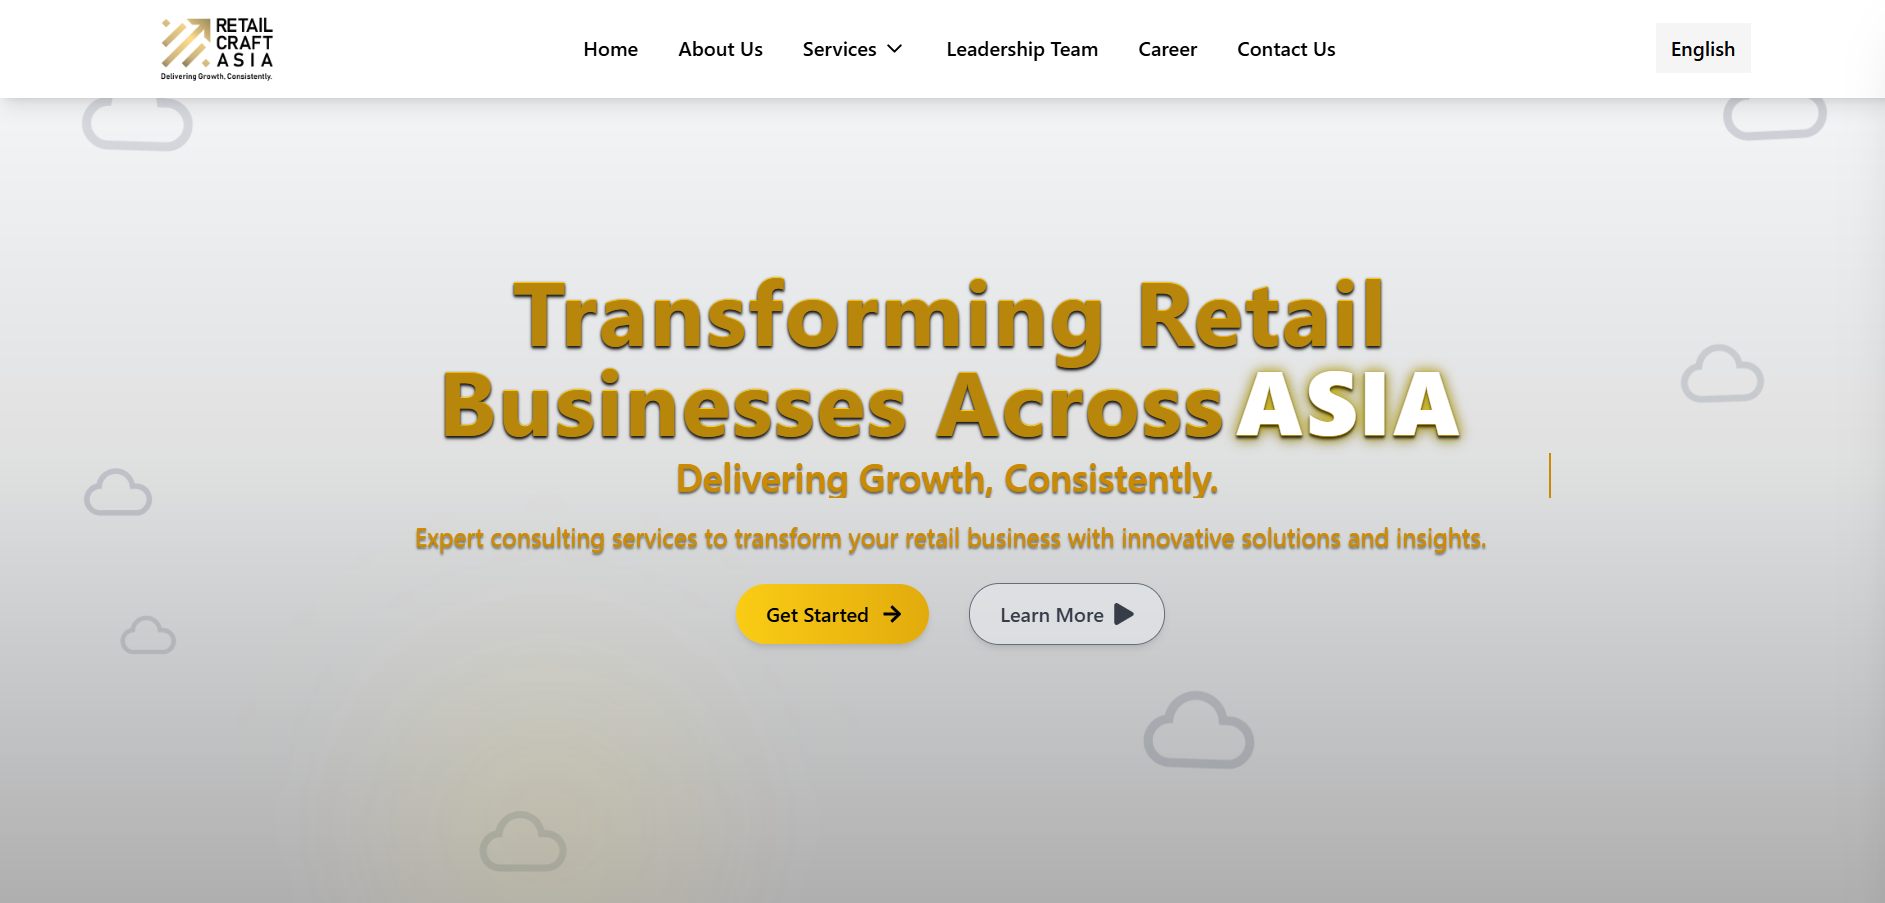 RETAIL
CRAFT
ASIA
Delivering Growth, Consistently.
Home
About Us
Services
Leadership Team
Career
Contact Us
English
Transforming Retail
Businesses Across ASIA
Delivering Growth, Consistently.
Expert consulting services to transform your retail business with innovative solutions and insights.
Get Started
Learn More